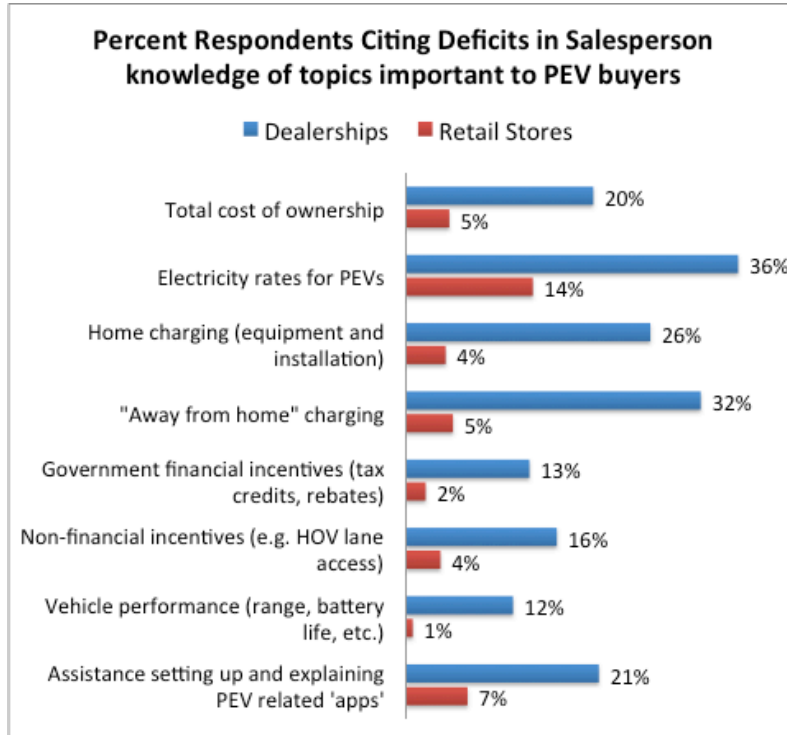 Percent Respondents Citing Deficits in Salesperson
knowledge of topics important to PEV buyers
Dealerships Retail Stores
Total cost of ownership
20%
5%
Electricity rates for PEVs
36%
14%
Home charging (equipment and
installation)
26%
4%
"Away from home" charging
32%
5%
Government financial incentives (tax
credits, rebates)
13%
2%
Non-financial incentives (e.g. HOV lane
access)
16%
4%
Vehicle performance (range, battery
life, etc.)
12%
1%
Assistance setting up and explaining
PEV related 'apps'
21%
7%